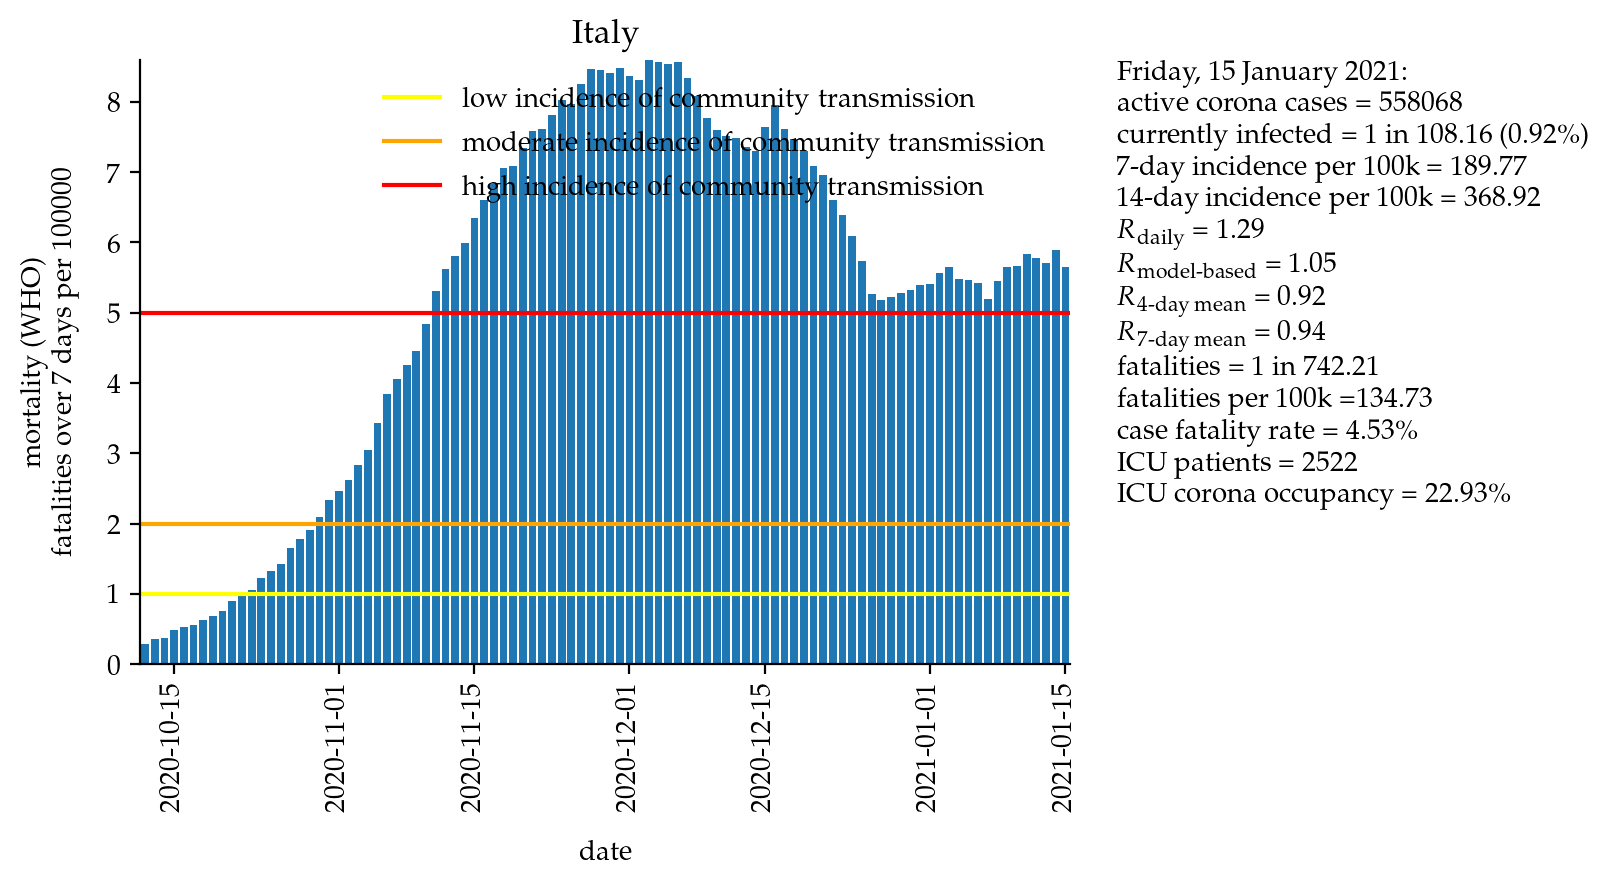 Italy
low incidence of community transmission
moderate incidence of community transmission
high incidence of community transmission
mortality (WHO)
fatalities over 7 days per 100000
8
7
6
5
4
3
2
1
0
2020-10-15
2020-11-01
2020-11-15
2020-12-01
2020-12-15
2021-01-01
2021-01-15
date
Friday, 15 January 2021:
active corona cases = 558068
currently infected = 1 in 108.16 (0.92%)
7-day incidence per 100k = 189.77
14-day incidence per 100k = 368.92
R daily = 1.29
R model-based = 1.05
R 4-day mean = 0.92
R 7-day mean = 0.94
fatalities = 1 in 742.21
fatalities per 100k =134.73
case fatality rate = 4.53%
ICU patients = 2522
ICU corona occupancy = 22.93%